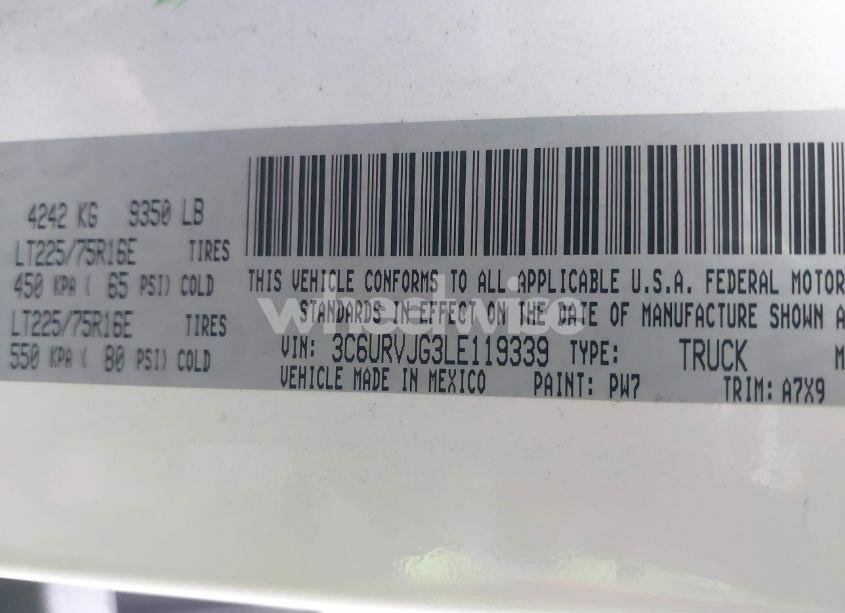 4242 KG 9350 LB
LT225/75R16E TIRES
450 KPA ( 65 PSI) COLD
LT225/75R16E TIRES
550 KPA ( 80 PSI) COLD
THIS VEHICLE CONFORMS TO ALL APPLICABLE U.S.A. FEDERAL MOTOR
STANDARDS IN EFFECT ON THE DATE OF MANUFACTURE SHOWN A
VIN: 3C6URVJG3LE119339 TYPE: TRUCK M
VEHICLE MADE IN MEXICO PAINT: PW7 TRIM: A7X9
wheelwise